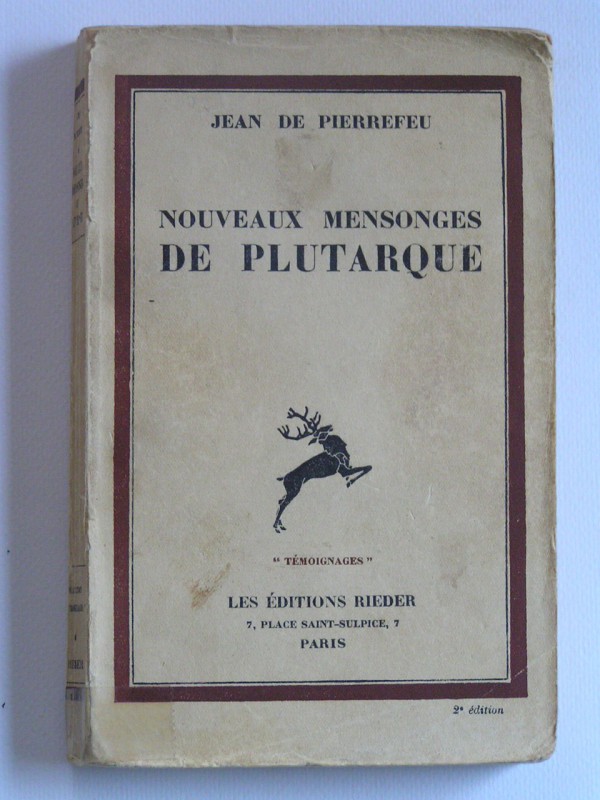 JEAN DE PIERREFEU
NOUVEAUX MENSONGES
DE PLUTARQUE
" TÉMOIGNAGES "
LES ÉDITIONS RIEDER
7, PLACE SAINT-SULPICE, 7
PARIS
2e édition